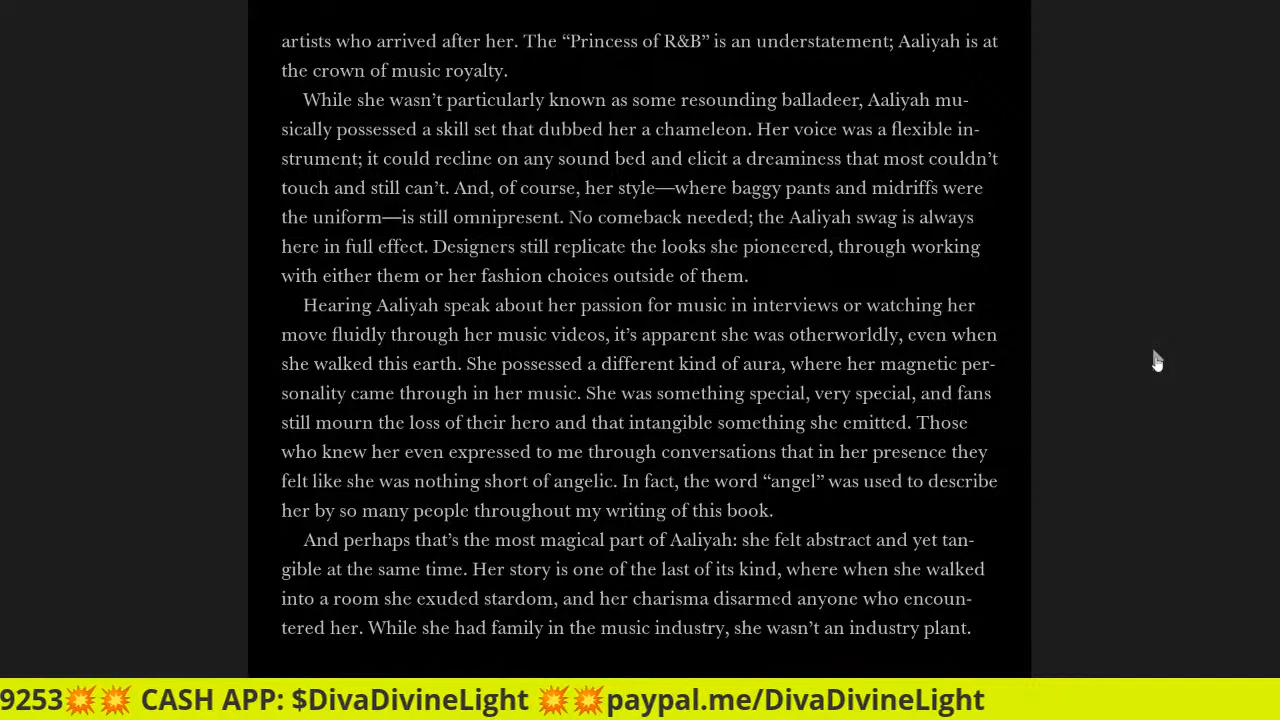 artists who arrived after her. The “Princess of R&B” is an understatement; Aaliyah is at
the crown of music royalty.
While she wasn’t particularly known as some resounding balladeer, Aaliyah mu-
sically possessed a skill set that dubbed her a chameleon. Her voice was a flexible in-
strument; it could recline on any sound bed and elicit a dreaminess that most couldn’t
touch and still can’t. And, of course, her style—where baggy pants and midriffs were
the uniform—is still omnipresent. No comeback needed; the Aaliyah swag is always
here in full effect. Designers still replicate the looks she pioneered, through working
with either them or her fashion choices outside of them.
Hearing Aaliyah speak about her passion for music in interviews or watching her
move fluidly through her music videos, it’s apparent she was otherworldly, even when
she walked this earth. She possessed a different kind of aura, where her magnetic per-
sonality came through in her music. She was something special, very special, and fans
still mourn the loss of their hero and that intangible something she emitted. Those
who knew her even expressed to me through conversations that in her presence they
felt like she was nothing short of angelic. In fact, the word “angel” was used to describe
her by so many people throughout my writing of this book.
And perhaps that’s the most magical part of Aaliyah: she felt abstract and yet tan-
gible at the same time. Her story is one of the last of its kind, where when she walked
into a room she exuded stardom, and her charisma disarmed anyone who encoun-
tered her. While she had family in the music industry, she wasn’t an industry plant.
9253💥💥 CASH APP: $DivaDivineLight 💥💥paypal.me/DivaDivineLight